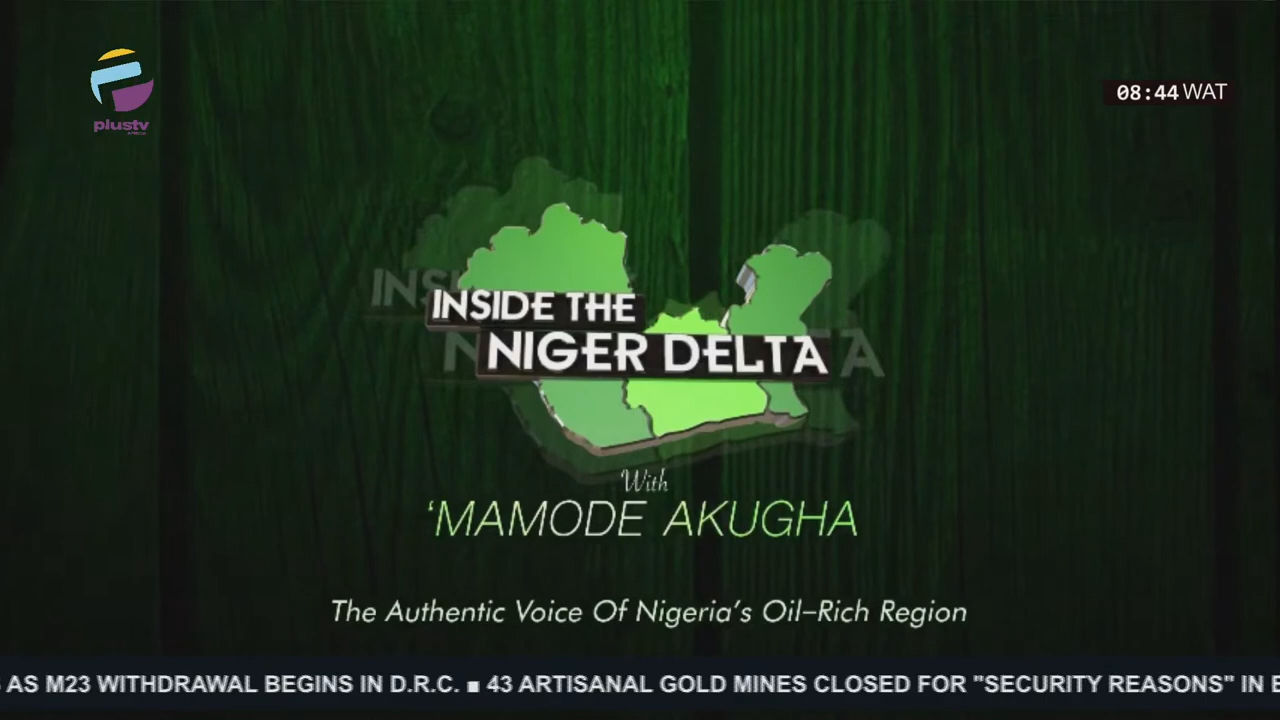 plustv
08:44 WAT
INSIDE THE
NIGER DELTA
With
‘MAMODE AKUGHA
The Authentic Voice Of Nigeria’s Oil–Rich Region
AS M23 WITHDRAWAL BEGINS IN D.R.C. ■ 43 ARTISANAL GOLD MINES CLOSED FOR "SECURITY REASONS" IN